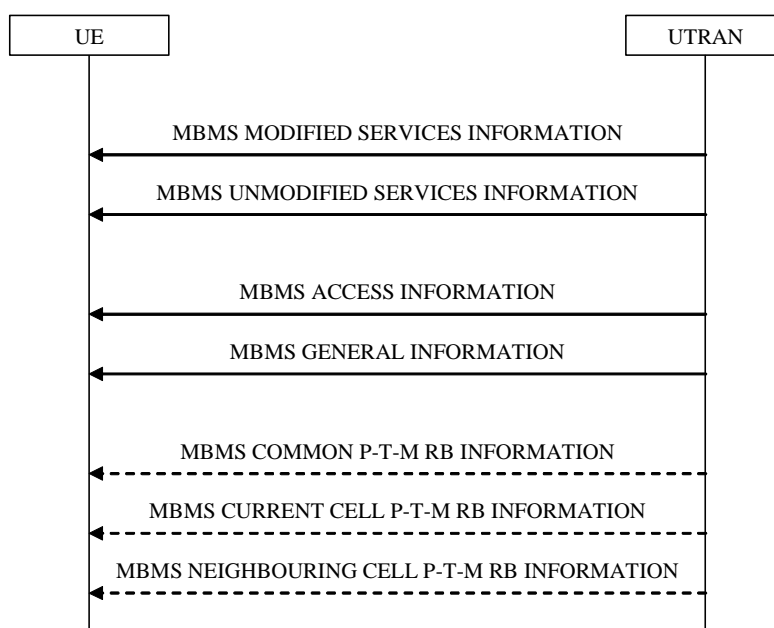 UE
UTRAN
MBMS MODIFIED SERVICES INFORMATION
MBMS UNMODIFIED SERVICES INFORMATION
MBMS ACCESS INFORMATION
MBMS GENERAL INFORMATION
MBMS COMMON P-T-M RB INFORMATION
MBMS CURRENT CELL P-T-M RB INFORMATION
MBMS NEIGHBOURING CELL P-T-M RB INFORMATION